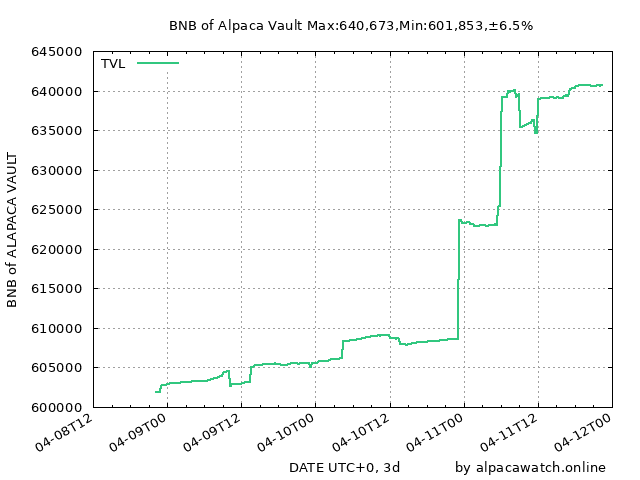 BNB of Alpaca Vault Max:640,673,Min:601,853,±6.5%
645000
640000
635000
630000
625000
620000
615000
610000
605000
600000
TVL
BNB of ALAPACA VAULT
04-08T12
04-09T00
04-09T12
04-10T00
04-10T12
04-11T00
04-11T12
04-12T00
DATE UTC+0, 3d
by alpacawatch.online